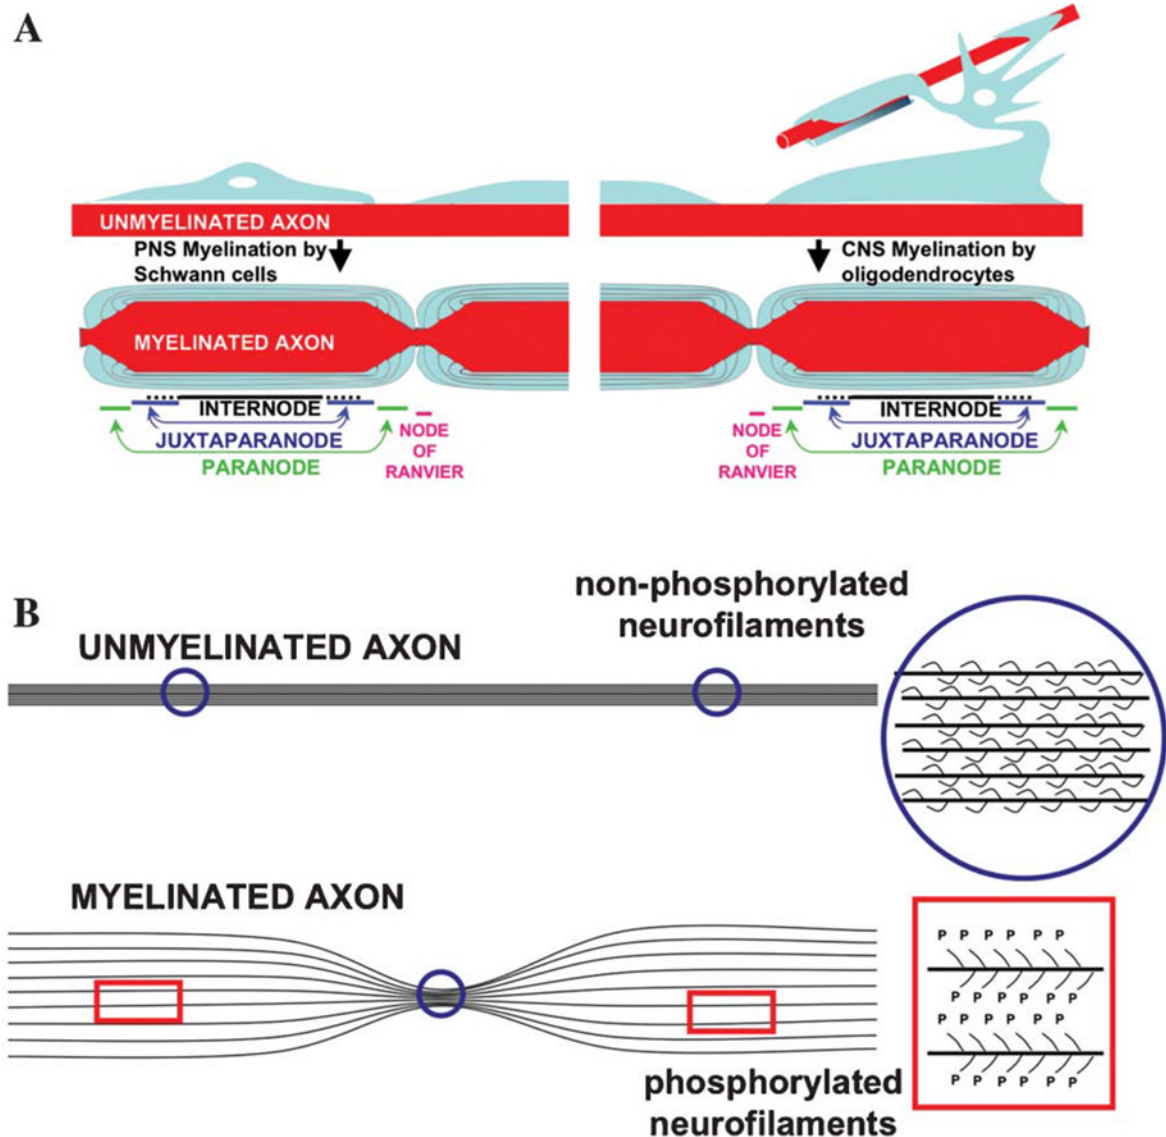 A
UNMYELINATED AXON
PNS Myelination by
Schwann cells
CNS Myelination by
oligodendrocytes
MYELINATED AXON
INTERNODE
JUXTAPARANODE
PARANODE
NODE
OF
RANVIER
INTERNODE
JUXTAPARANODE
PARANODE
NODE
OF
RANVIER
B
UNMYELINATED AXON
non-phosphorylated
neurofilaments
MYELINATED AXON
phosphorylated
neurofilaments
P P P P P P
P P P P P P
P P P P P P
P P P P P P